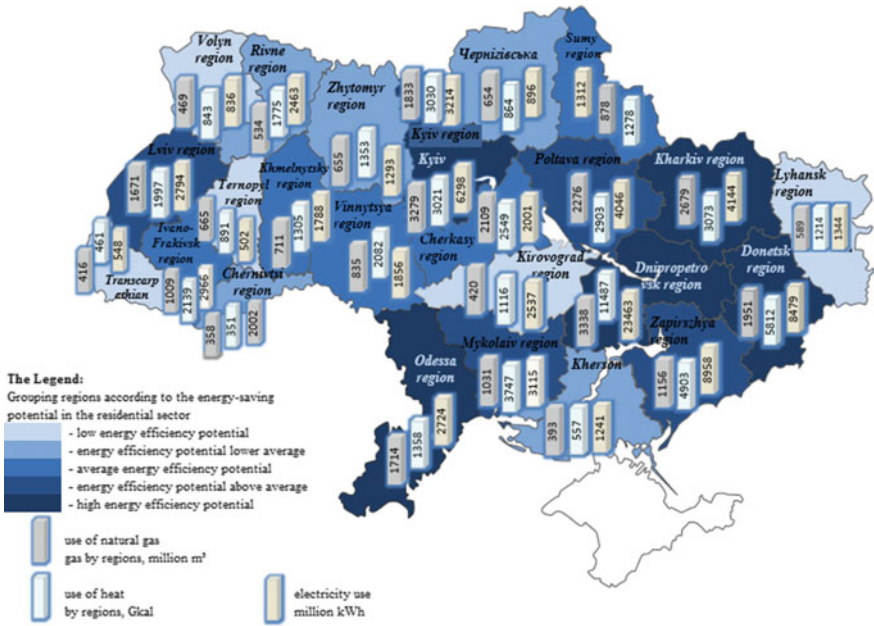 Volyn
region
469
843
836
Rivne
region
534
1775
2463
Zhytomyr
region
655
1353
1293
1833
3030
3214
Kyiv region
Чернігівська
654
864
896
Sumy
region
1312
878
1278
Lviv region
1671
1997
2794
Ternopyl
region
665
891
502
Khmelnytsky
region
711
1305
1788
Vinnytsya
region
835
2082
1856
Kyiv
3279
3021
6298
Cherkasy
region
2109
2549
2001
Poltava region
2276
2903
4046
Kharkiv region
2679
3073
4144
Lyhansk
region
589
1214
1344
Ivano-
Frakivsk
region
1009
2139
2966
416
461
548
Transcarp
ethian
Chernivtsi
region
358
351
2002
Kirovograd
region
420
1116
2537
Dnipropetro
vsk region
3338
11487
23463
Donetsk
region
1951
5812
8479
Zapirszhya
region
1156
4903
8958
Mykolaiv region
1031
3747
3115
Kherson
393
557
1241
Odessa
region
1714
1358
2724
The Legend:
Grouping regions according to the energy-saving
potential in the residential sector
- low energy efficiency potential
- energy efficiency potential lower average
- average energy efficiency potential
- energy efficiency potential above average
- high energy efficiency potential
use of natural gas
gas by regions, million m³
use of heat
by regions, Gkal
electricity use
million kWh